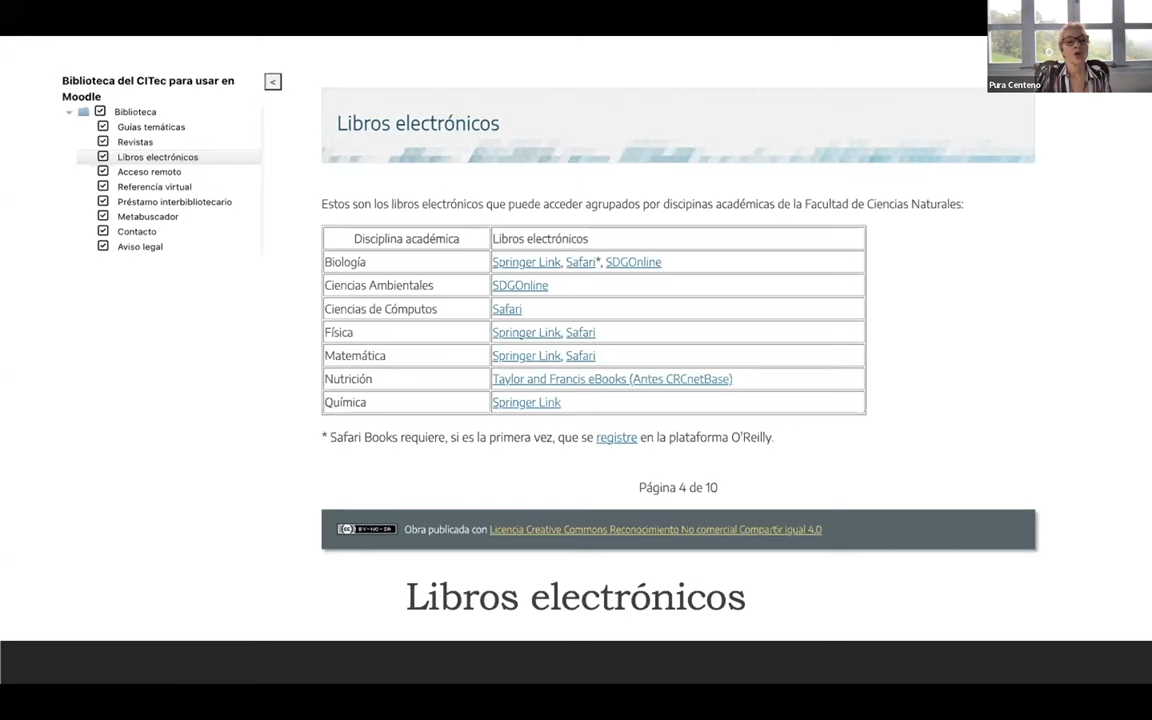 Pura Centeno
Biblioteca del CITec para usar en
Moodle
<
Biblioteca
Guías temáticas
Revistas
Libros electrónicos
Acceso remoto
Referencia virtual
Préstamo interbibliotecario
Metabuscador
Contacto
Aviso legal
Libros electrónicos
Estos son los libros electrónicos que puede acceder agrupados por discipinas académicas de la Facultad de Ciencias Naturales:
Disciplina académica Libros electrónicos
Biología Springer Link, Safari*, SDGOnline
Ciencias Ambientales SDGOnline
Ciencias de Cómputos Safari
Física Springer Link, Safari
Matemática Springer Link, Safari
Nutrición Taylor and Francis eBooks (Antes CRCnetBase)
Química Springer Link
* Safari Books requiere, si es la primera vez, que se registre en la plataforma O'Reilly.
Página 4 de 10
cc BY-NC-SA Obra publicada con Licencia Creative Commons Reconocimiento No comercial Compartir igual 4.0
Libros electrónicos